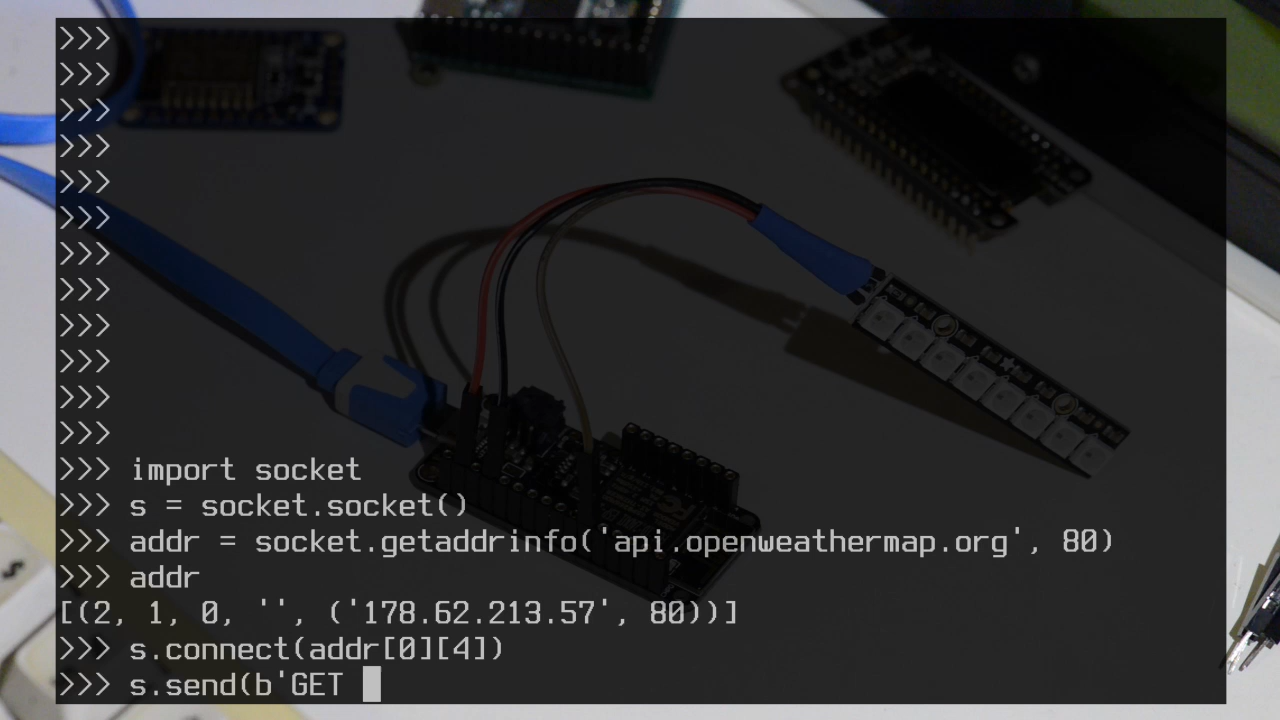 >>>
>>>
>>>
>>>
>>>
>>>
>>>
>>>
>>>
>>>
>>>
>>>
>>> import socket
>>> s = socket.socket()
>>> addr = socket.getaddrinfo('api.openweathermap.org', 80)
>>> addr
[(2, 1, 0, '', ('178.62.213.57', 80))]
>>> s.connect(addr[0][4])
>>> s.send(b'GET